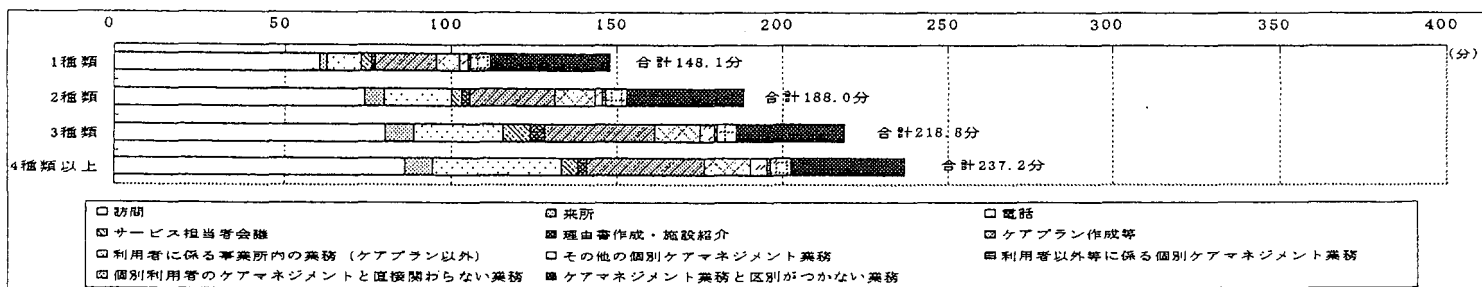 0 50 100 150 200 250 300 350 400
(分)
1種類 合計148.1分
2種類 合計188.0分
3種類 合計218.8分
4種類以上 合計237.2分
訪問 来所 電話
サービス担当者会議 理由書作成・施設紹介 ケアプラン作成等
利用者に係る事業所内の業務(ケアプラン以外) その他の個別ケアマネジメント業務 利用者以外等に係る個別ケアマネジメント業務
個別利用者のケアマネジメントと直接関わらない業務 ケアマネジメント業務と区別がつかない業務